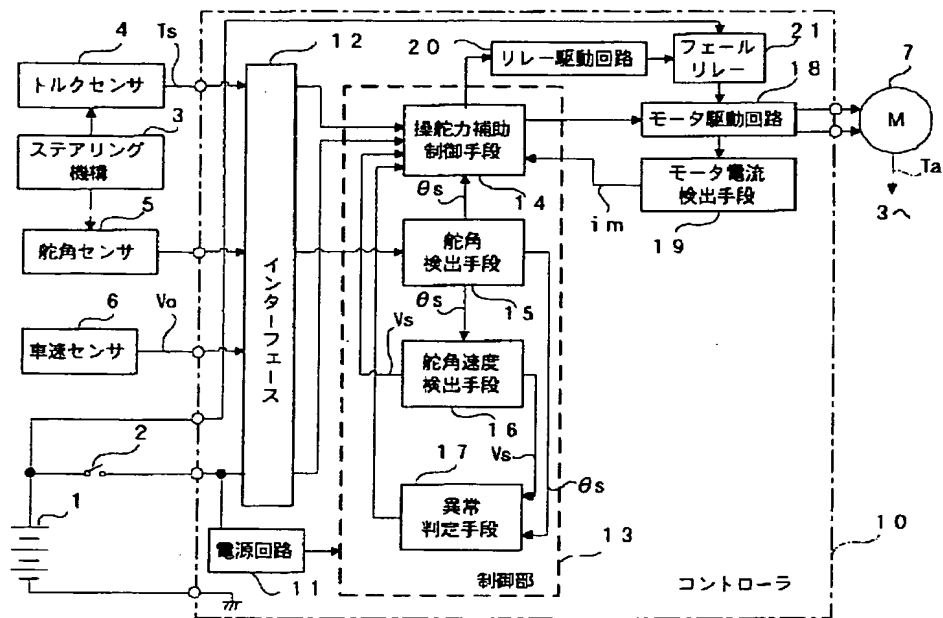 4
Ts
トルクセンサ
3
ステアリング
機構
5
舵角センサ
6
Vo
車速センサ
2
1
12
インターフェース
電源回路
11
20
リレー駆動回路
フェール
リレー
21
操舵力補助
制御手段
14
θs
舵角
検出手段
15
θs
Vs
舵角速度
検出手段
16
Vs
θs
17
異常
判定手段
13
制御部
18
モータ駆動回路
7
M
Ta
3へ
モータ電流
検出手段
im
19
10
コントローラ